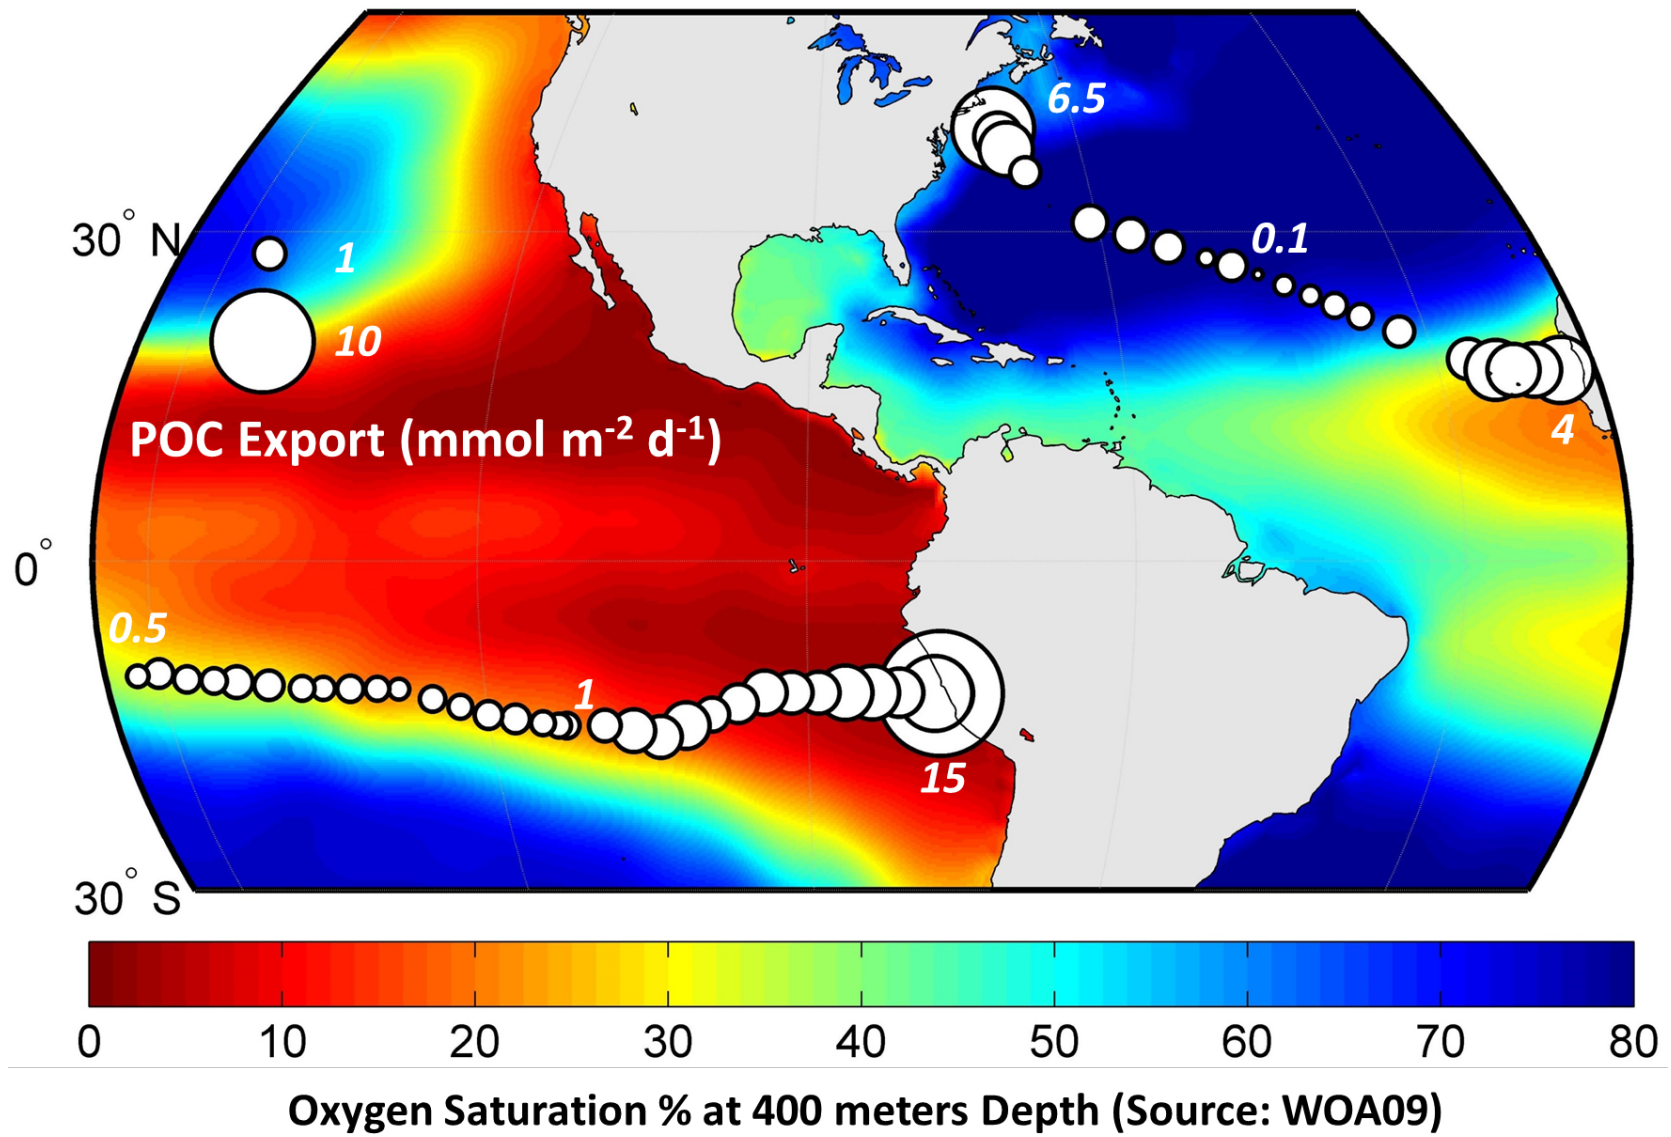 6.5
30° N
0.1
1
10
POC Export (mmol m-2 d-1)
4
0°
0.5
1
15
30° S
0 10 20 30 40 50 60 70 80
Oxygen Saturation % at 400 meters Depth (Source: WOA09)